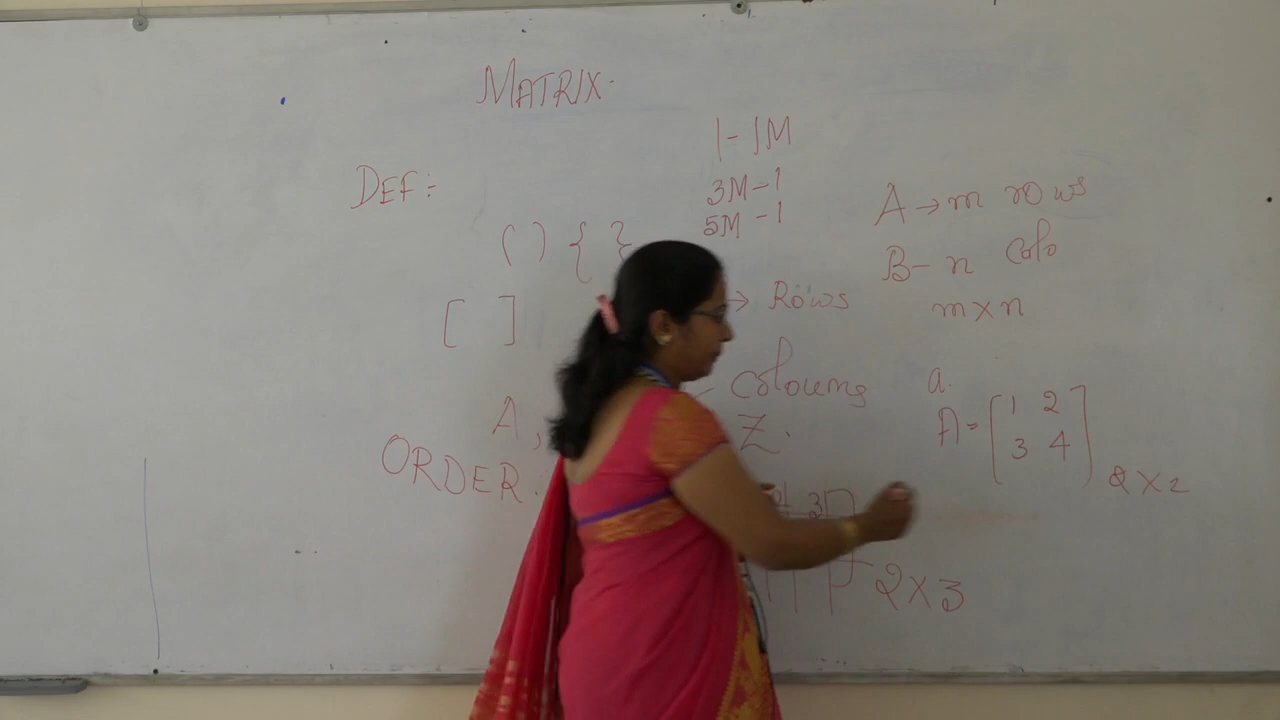 MATRIX.
1-1M
DEF:
3M-1
5M-1
A → m rows
( ) { }
B- n Colo
[ ]
→ Rows
m x n
Coloums
a.
A, Z.
A = [ 1 2
3 4 ] 2 X 2
ORDER.
3
2 X 3